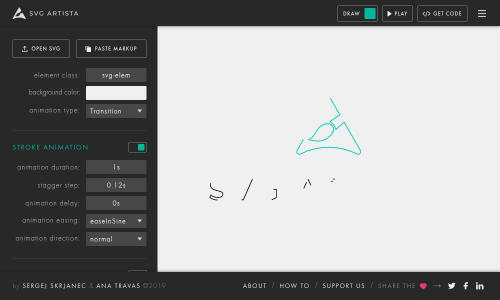 SVG ARTISTA
DRAW
PLAY
</> GET CODE
OPEN SVG
PASTE MARKUP
element class: svg-elem
background color:
animation type: Transition
STROKE ANIMATION
animation duration: 1s
stagger step: 0.12s
animation delay: 0s
animation easing: easeInSine
animation direction: normal
by SERGEJ SKRJANEC & ANA TRAVAS ©2019
ABOUT / HOW TO / SUPPORT US / SHARE THE